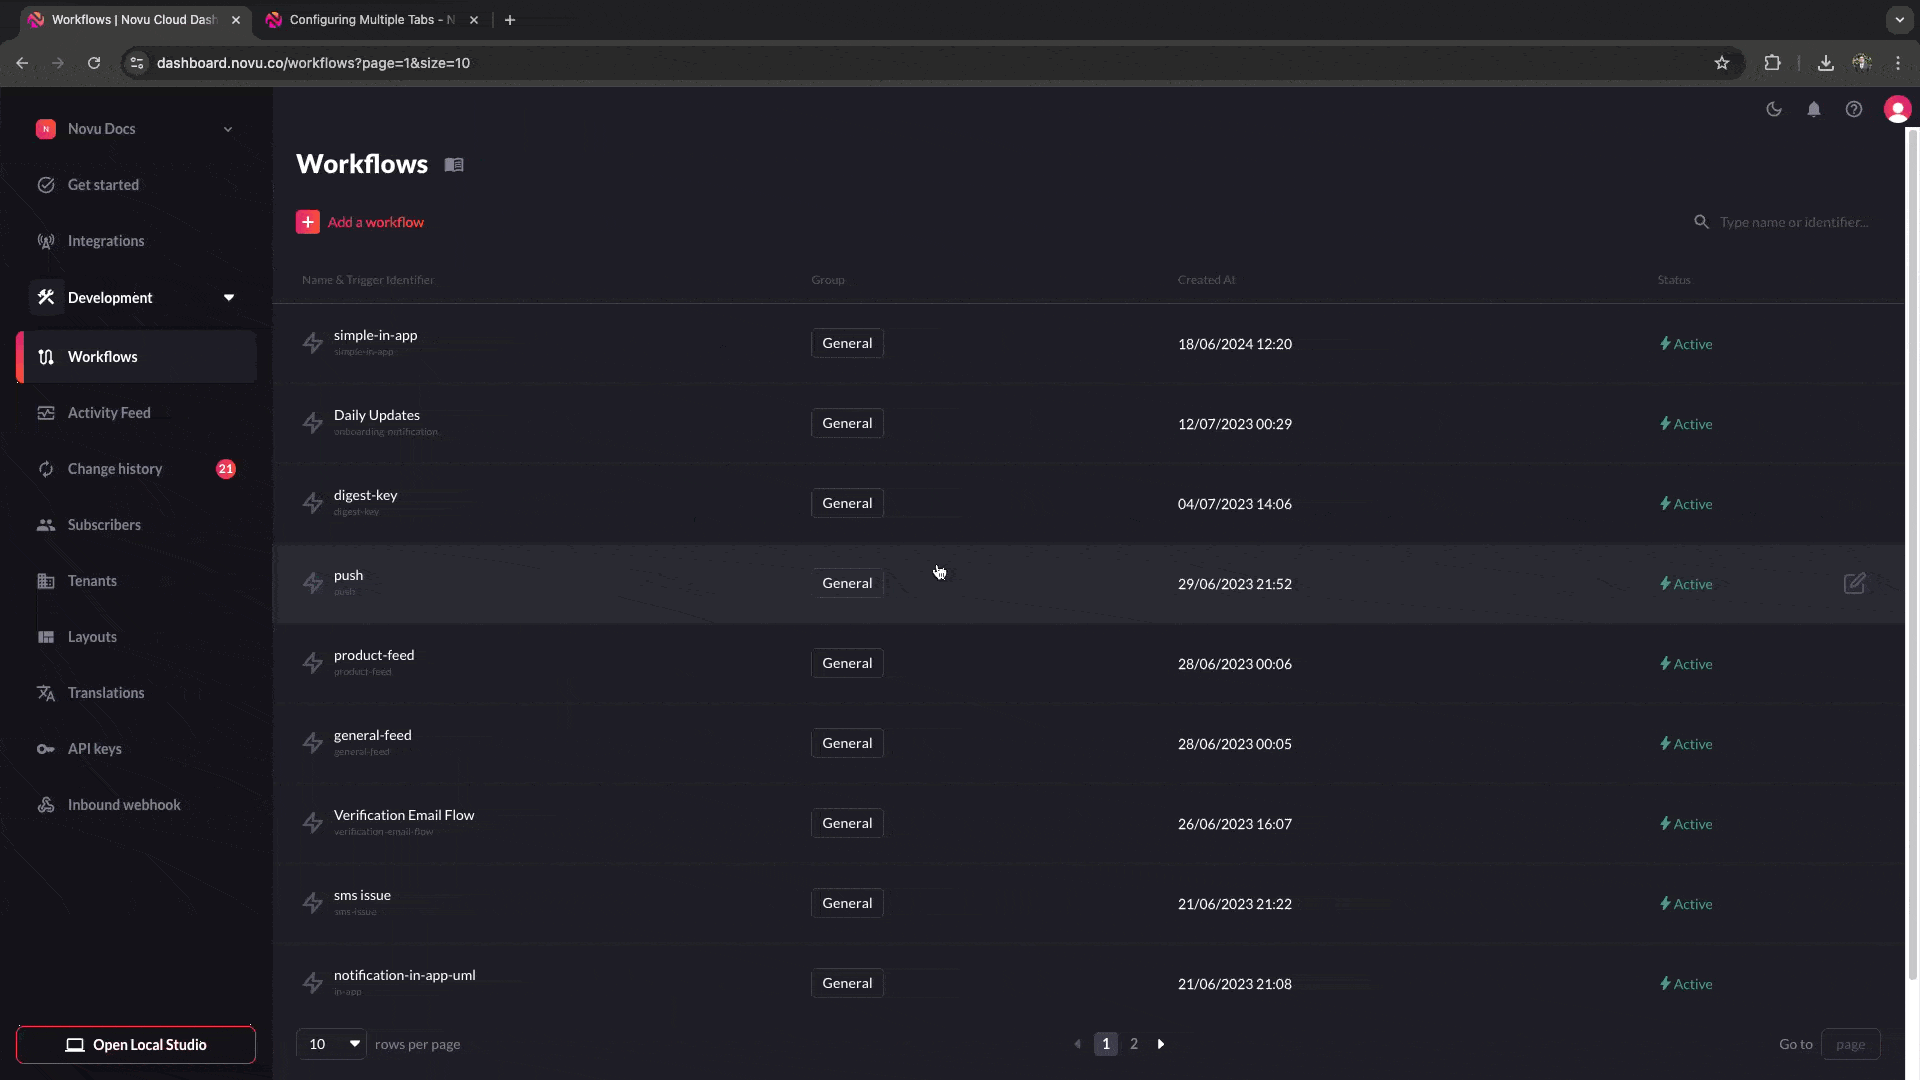 Workflows | Novu Cloud Dash
Configuring Multiple Tabs - N
dashboard.novu.co/workflows?page=1&size=10
N
Novu Docs
Get started
Integrations
Development
Workflows
Activity Feed
Change history
21
Subscribers
Tenants
Layouts
Translations
API keys
Inbound webhook
Open Local Studio
Workflows
Add a workflow
Type name or identifier...
Name & Trigger Identifier
Group
Created At
Status
simple-in-app
simple-in-app
General
18/06/2024 12:20
Active
Daily Updates
onboarding-notification
General
12/07/2023 00:29
Active
digest-key
digest-key
General
04/07/2023 14:06
Active
push
push
General
29/06/2023 21:52
Active
product-feed
product-feed
General
28/06/2023 00:06
Active
general-feed
general-feed
General
28/06/2023 00:05
Active
Verification Email Flow
verification-email-flow
General
26/06/2023 16:07
Active
sms issue
sms-issue
General
21/06/2023 21:22
Active
notification-in-app-uml
in-app
General
21/06/2023 21:08
Active
10
rows per page
1
2
Go to
page